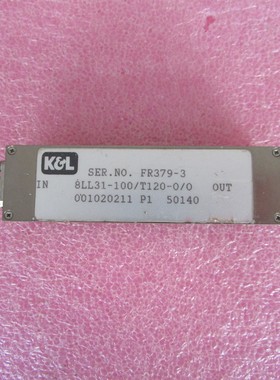 K&L
SER.NO. FR379-3
IN 8LL31-100/T120-0/0 OUT
001020211 P1 50140